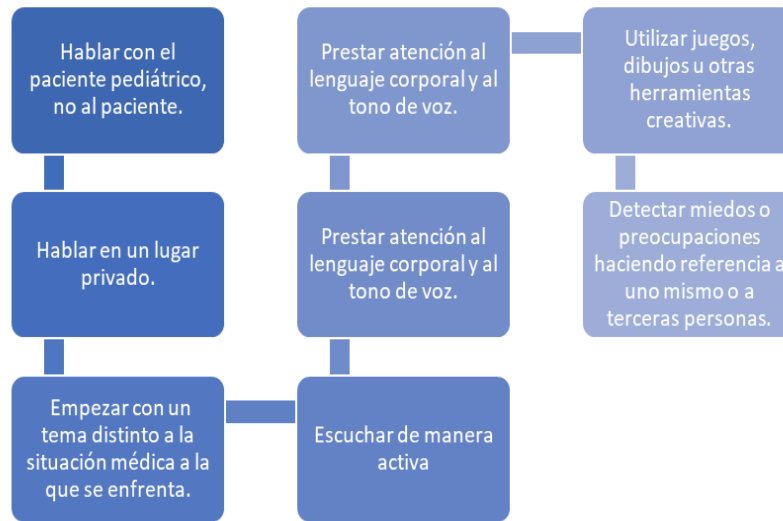 Hablar con el
paciente pediátrico,
no al paciente.
Hablar en un lugar
privado.
Empezar con un
tema distinto a la
situación médica a la
que se enfrenta.
Escuchar de manera
activa
Prestar atención al
lenguaje corporal y al
tono de voz.
Prestar atención al
lenguaje corporal y al
tono de voz.
Utilizar juegos,
dibujos u otras
herramientas
creativas.
Detectar miedos o
preocupaciones
haciendo referencia a
uno mismo o a
terceras personas.